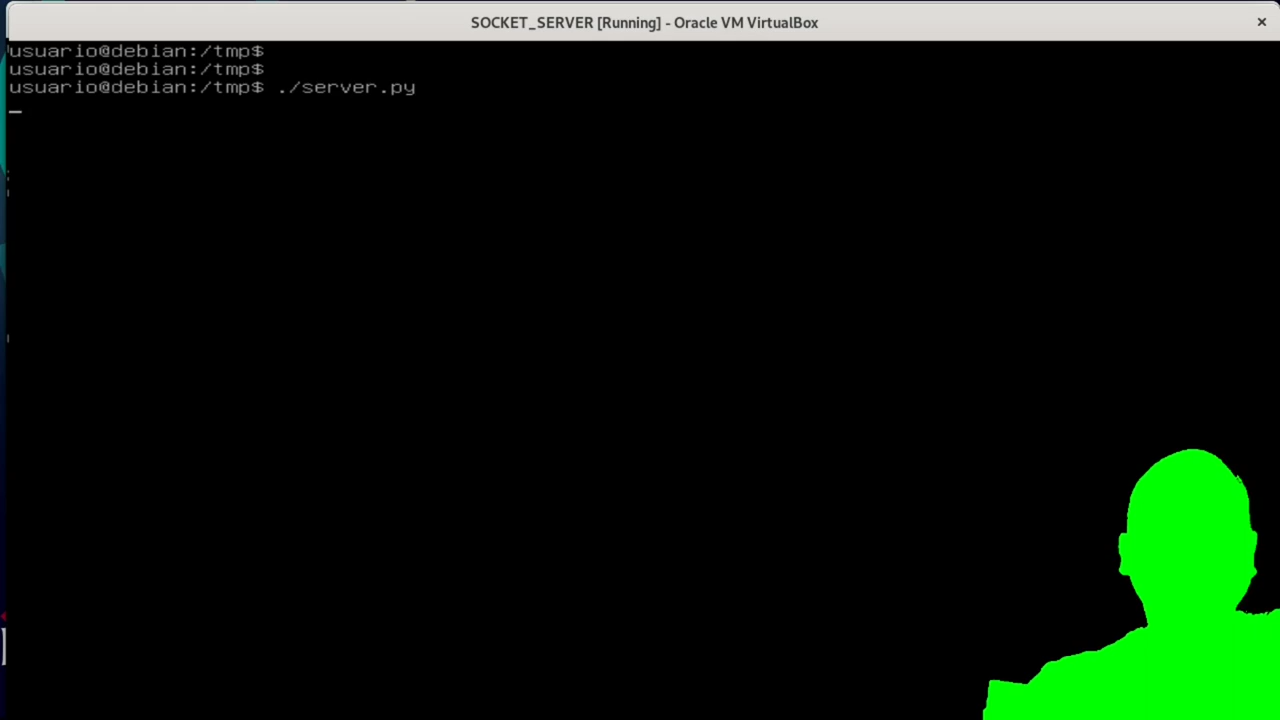 SOCKET_SERVER [Running] - Oracle VM VirtualBox
usuario@debian:/tmp$
usuario@debian:/tmp$
usuario@debian:/tmp$ ./server.py